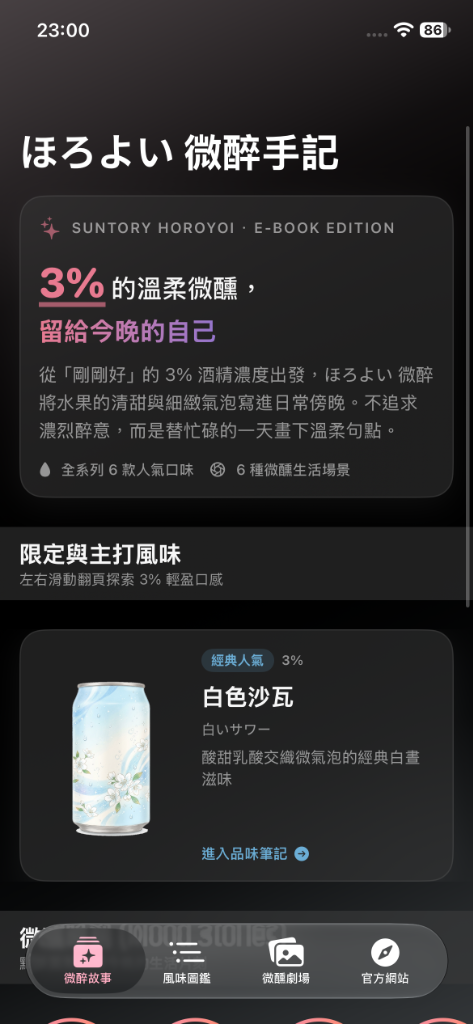 23:00
86
ほろよい 微醉手記
SUNTORY HOROYOI · E-BOOK EDITION
3% 的溫柔微醺，
留給今晚的自己
從「剛剛好」的 3% 酒精濃度出發，ほろよい 微醉
將水果的清甜與細緻氣泡寫進日常傍晚。不追求
濃烈醉意，而是替忙碌的一天畫下溫柔句點。
全系列 6 款人氣口味
6 種微醺生活場景
限定與主打風味
左右滑動翻頁探索 3% 輕盈口感
經典人氣
3%
白色沙瓦
白いサワー
酸甜乳酸交織微氣泡的經典白晝
滋味
進入品味筆記
微
Stories
微醉故事
風味圖鑑
微醺劇場
官方網站